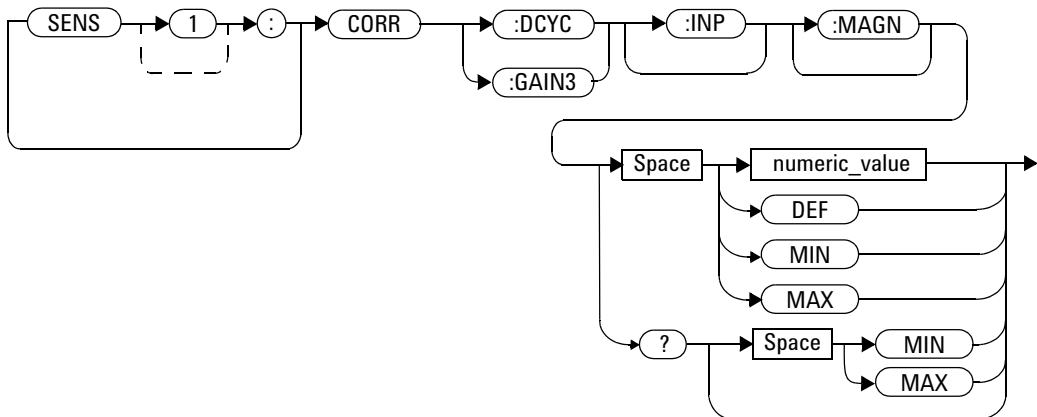 SENS 1 : CORR :DCYC :INP :MAGN
:GAIN3
Space numeric_value
DEF
MIN
MAX
? Space MIN
MAX